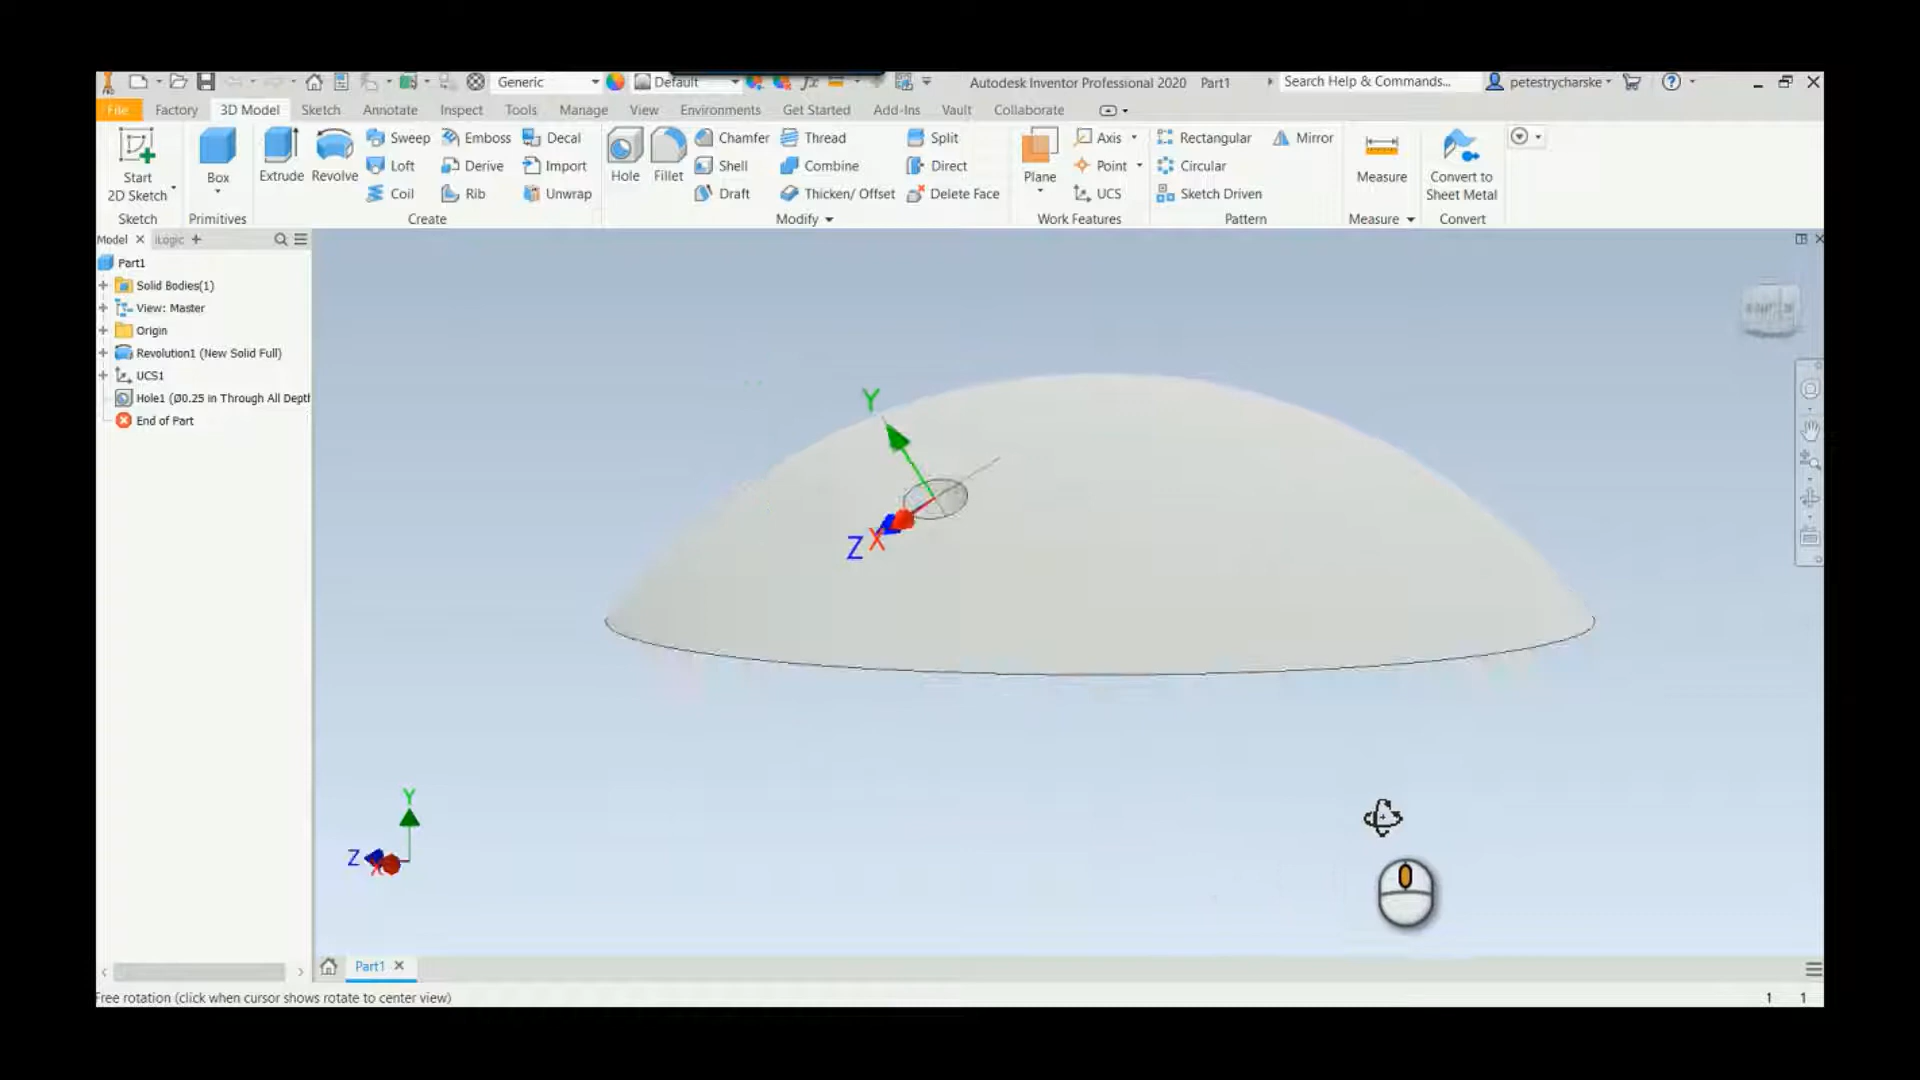 Generic Default Autodesk Inventor Professional 2020 Part1 Search Help & Commands... petestrycharske
File Factory 3D Model Sketch Annotate Inspect Tools Manage View Environments Get Started Add-Ins Vault Collaborate
Start
2D Sketch
Sketch
Box
Primitives
Extrude
Revolve
Sweep
Emboss
Decal
Loft
Derive
Import
Coil
Rib
Unwrap
Create
Hole
Fillet
Chamfer
Thread
Split
Shell
Combine
Direct
Draft
Thicken/ Offset
Delete Face
Modify
Plane
Axis
Point
UCS
Work Features
Rectangular
Mirror
Circular
Sketch Driven
Pattern
Measure
Measure
Convert to
Sheet Metal
Convert
Model iLogic
Part1
Solid Bodies(1)
View: Master
Origin
Revolution1 (New Solid Full)
UCS1
Hole1 (Ø0.25 in Through All Depth
End of Part
Y
Z X
Y
Z X
Part1
Free rotation (click when cursor shows rotate to center view)
1 1